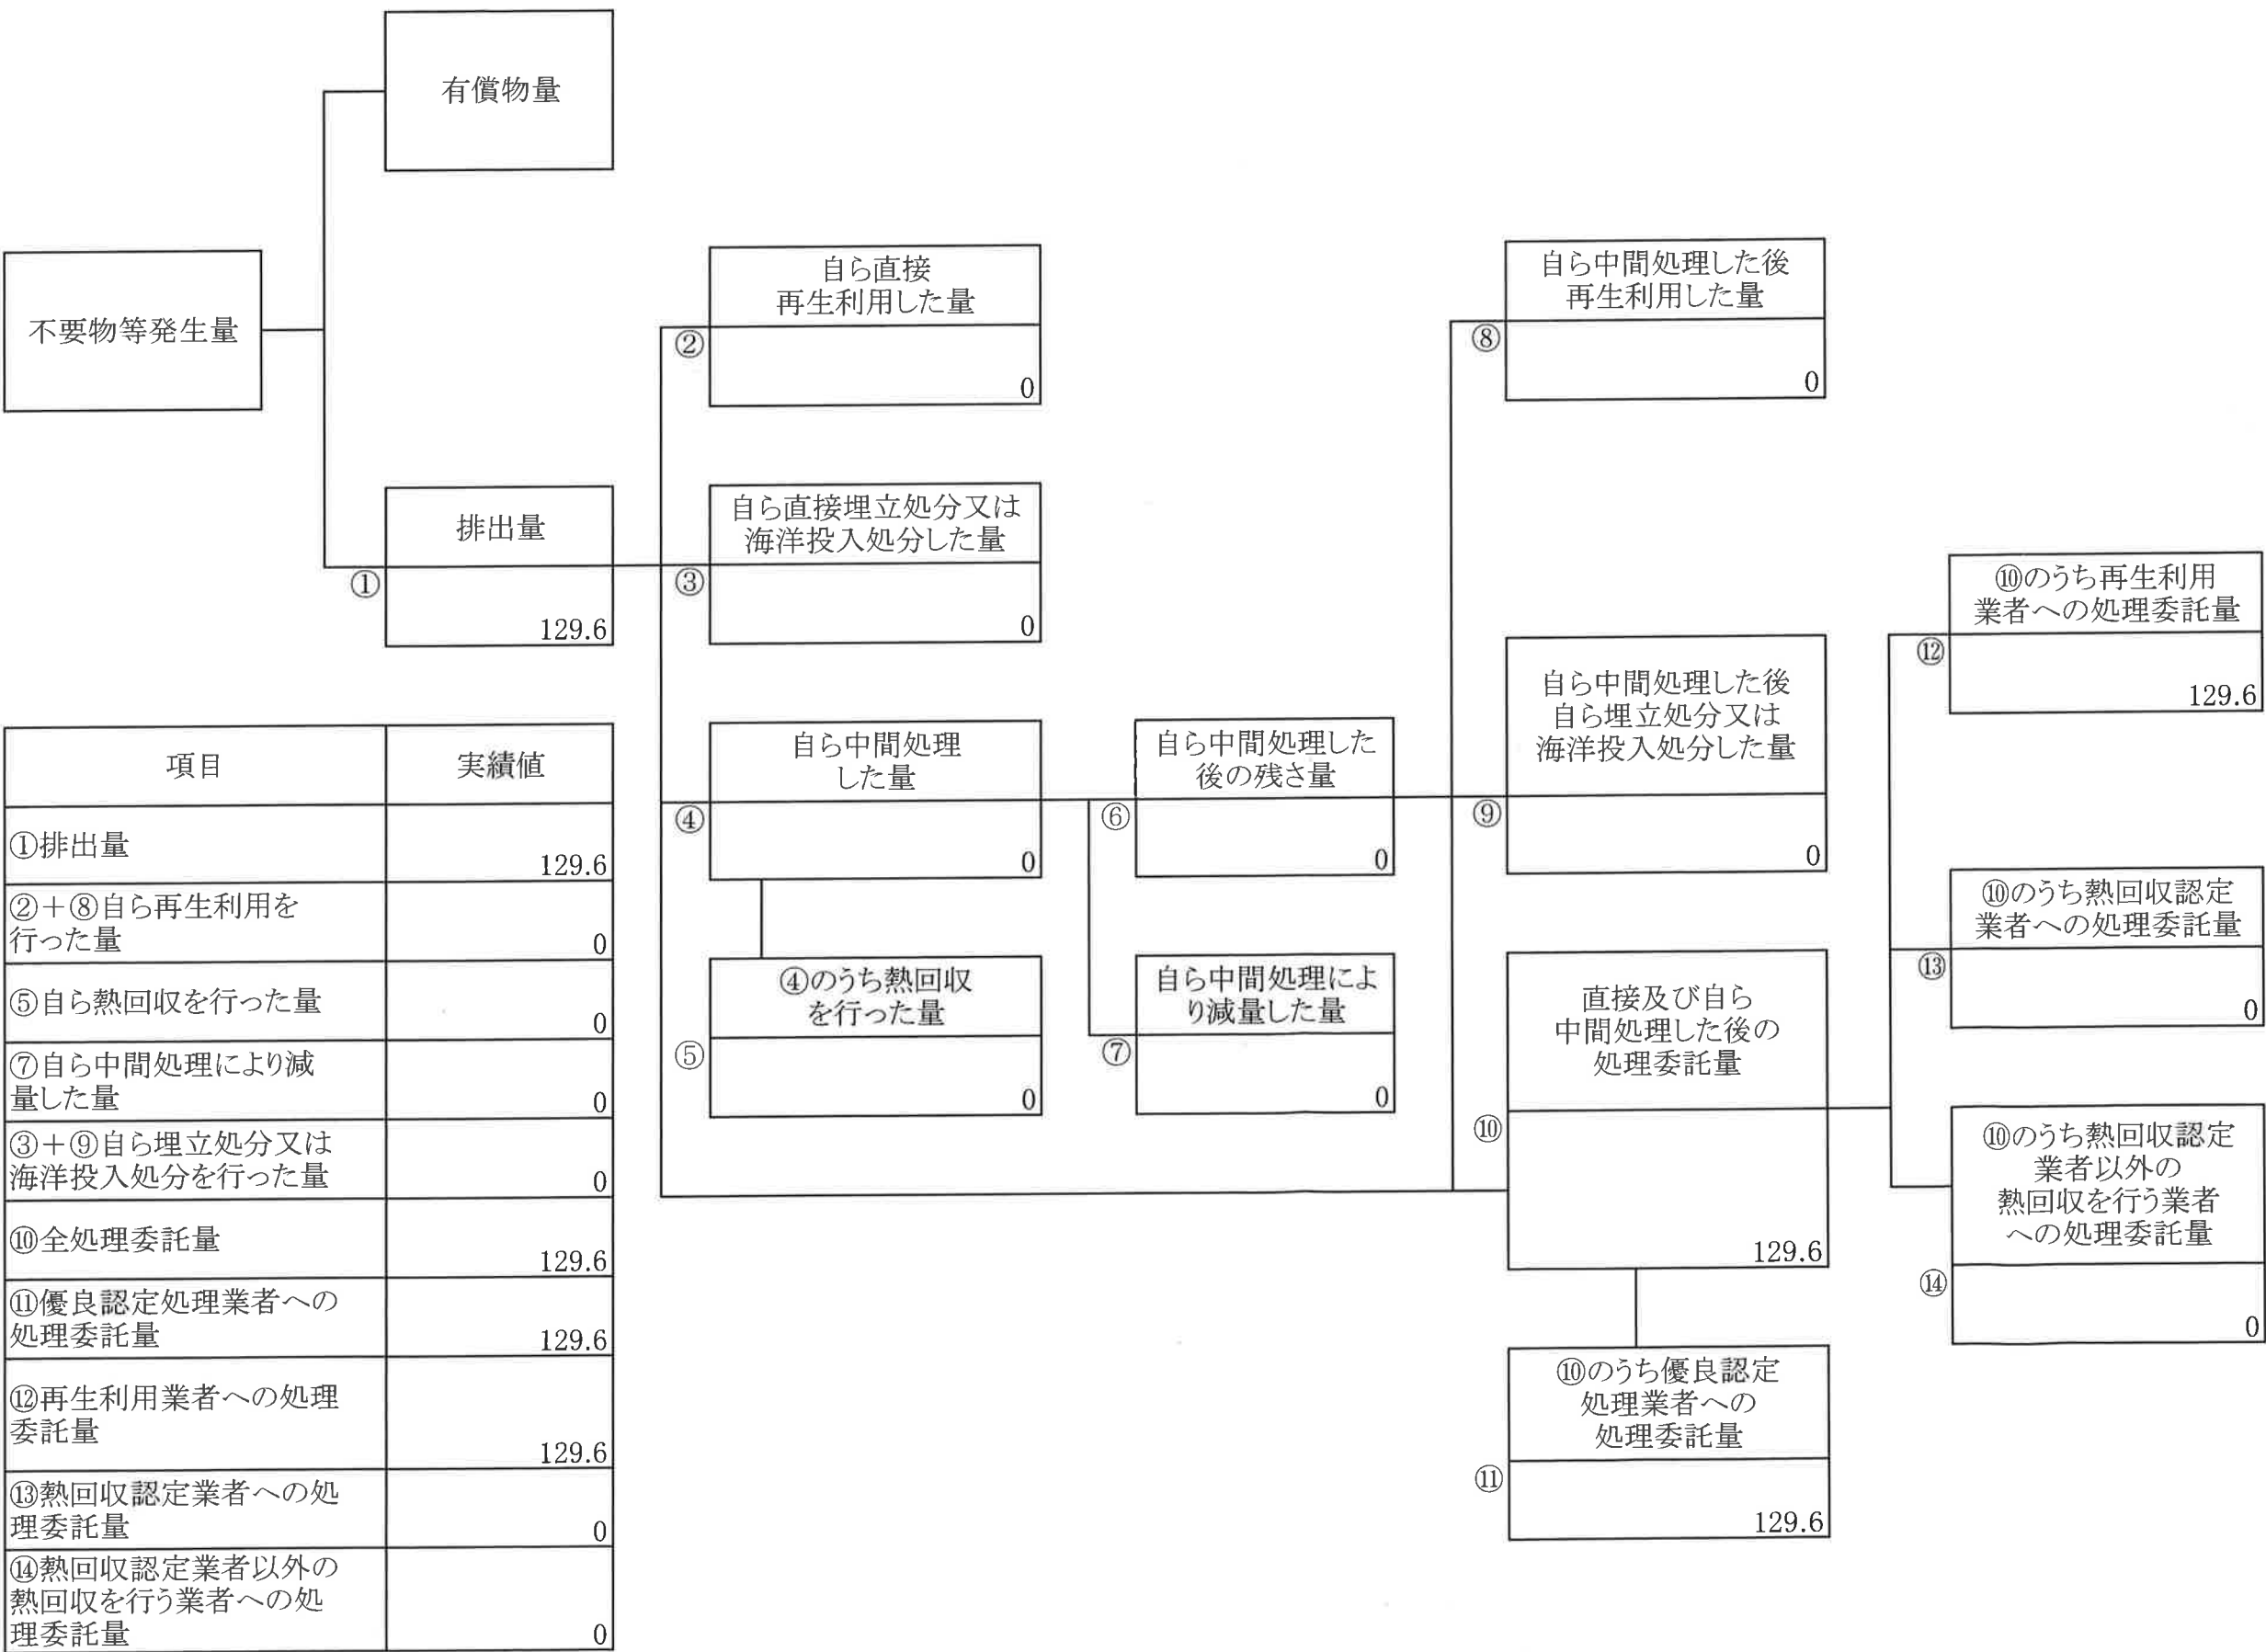 有償物量
不要物等発生量
排出量
①
129.6
自ら直接
再生利用した量
②
0
自ら直接埋立処分又は
海洋投入処分した量
③
0
自ら中間処理
した量
④
0
④のうち熱回収
を行った量
⑤
0
自ら中間処理した
後の残さ量
⑥
0
自ら中間処理によ
り減量した量
⑦
0
自ら中間処理した後
再生利用した量
⑧
0
自ら中間処理した後
自ら埋立処分又は
海洋投入処分した量
⑨
0
直接及び自ら
中間処理した後の
処理委託量
⑩
129.6
⑩のうち優良認定
処理業者への
処理委託量
⑪
129.6
⑩のうち再生利用
業者への処理委託量
⑫
129.6
⑩のうち熱回収認定
業者への処理委託量
⑬
0
⑩のうち熱回収認定
業者以外の
熱回収を行う業者
への処理委託量
⑭
0
項目 実績値
①排出量
129.6
②+⑧自ら再生利用を
行った量
0
⑤自ら熱回収を行った量
0
⑦自ら中間処理により減
量した量
0
③+⑨自ら埋立処分又は
海洋投入処分を行った量
0
⑩全処理委託量
129.6
⑪優良認定処理業者への
処理委託量
129.6
⑫再生利用業者への処理
委託量
129.6
⑬熱回収認定業者への処
理委託量
0
⑭熱回収認定業者以外の
熱回収を行う業者への処
理委託量
0